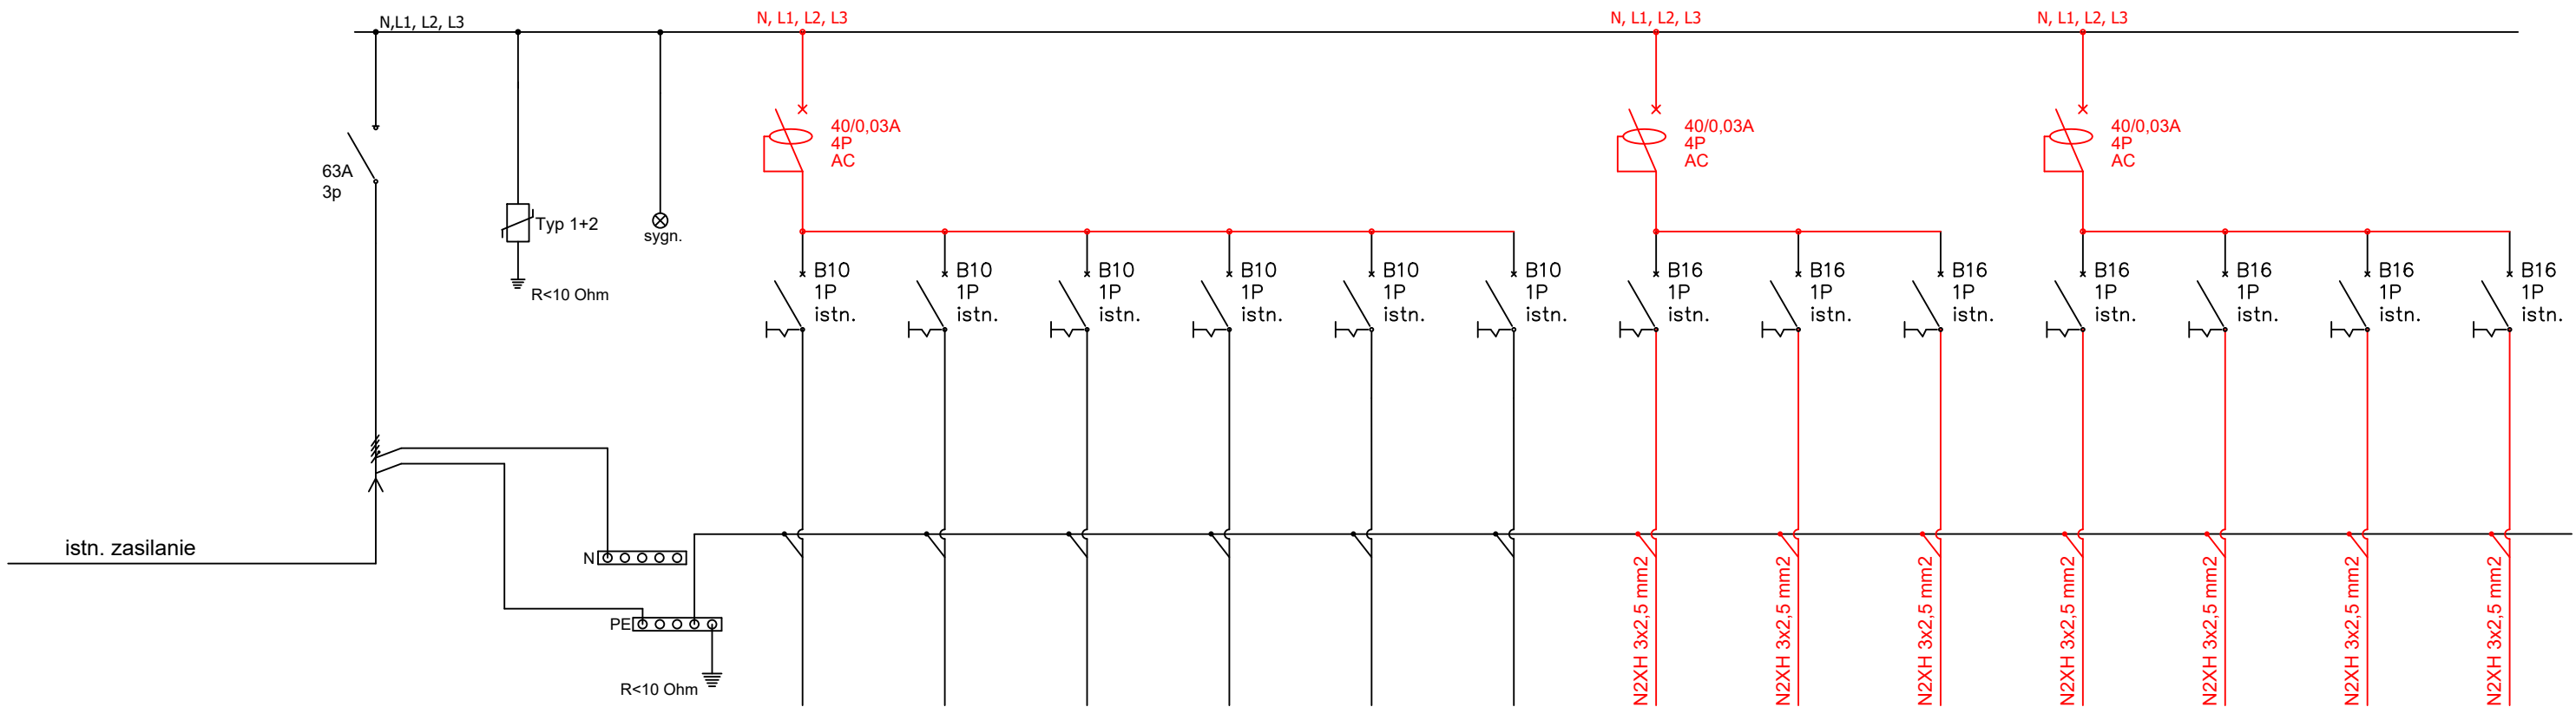 N,L1, L2, L3
N, L1, L2, L3
N, L1, L2, L3
N, L1, L2, L3
63A
3p
Typ 1+2
R<10 Ohm
sygn.
40/0,03A
4P
AC
40/0,03A
4P
AC
40/0,03A
4P
AC
B10
1P
istn.
B10
1P
istn.
B10
1P
istn.
B10
1P
istn.
B10
1P
istn.
B10
1P
istn.
B16
1P
istn.
B16
1P
istn.
B16
1P
istn.
B16
1P
istn.
B16
1P
istn.
B16
1P
istn.
B16
1P
istn.
istn. zasilanie
N
PE
R<10 Ohm
N2XH 3x2,5 mm2
N2XH 3x2,5 mm2
N2XH 3x2,5 mm2
N2XH 3x2,5 mm2
N2XH 3x2,5 mm2
N2XH 3x2,5 mm2
N2XH 3x2,5 mm2